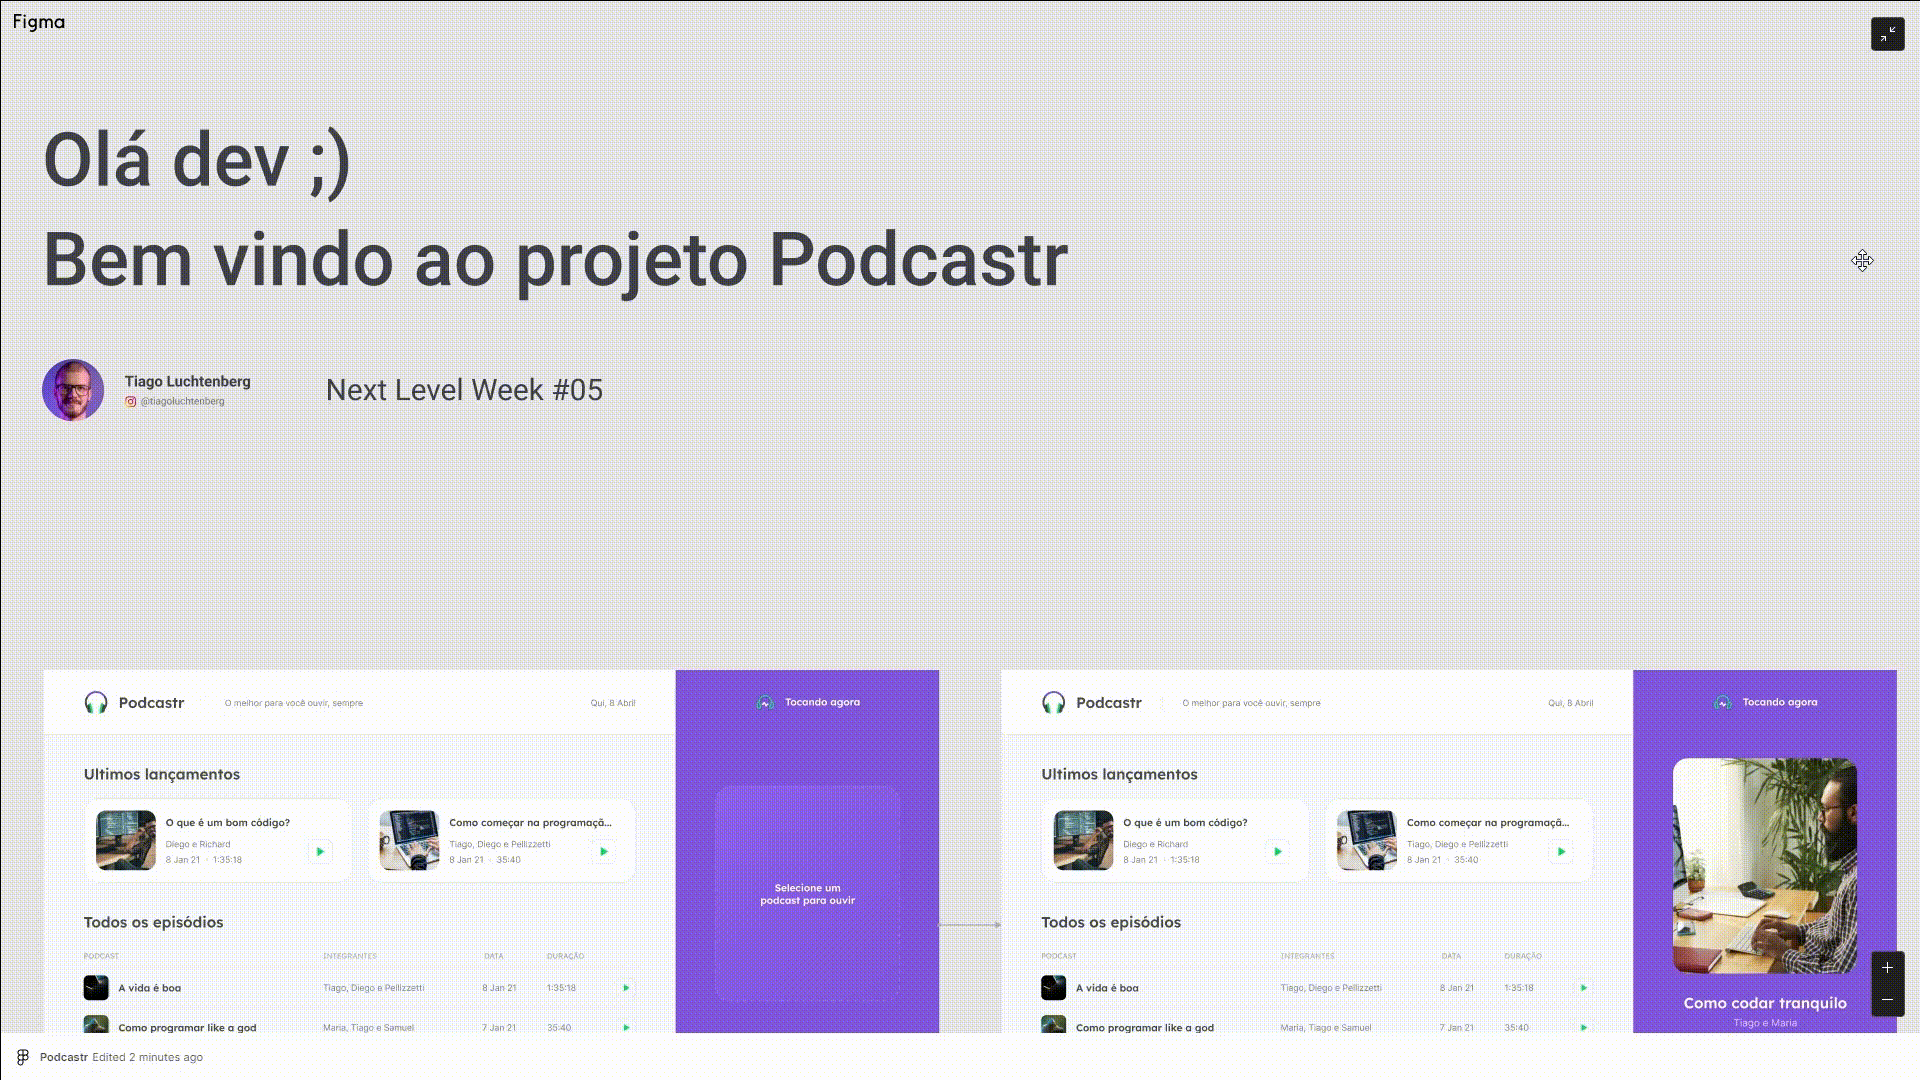 Figma
Olá dev ;)
Bem vindo ao projeto Podcastr
Tiago Luchtenberg
@tiagoluchtenberg
Next Level Week #05
Podcastr
O melhor para você ouvir, sempre
Qui, 8 Abril
Tocando agora
Ultimos lançamentos
O que é um bom código?
Diego e Richard
8 Jan 21 · 1:35:18
Como começar na programaçã...
Tiago, Diego e Pellizzetti
8 Jan 21 · 35:40
Selecione um
podcast para ouvir
Todos os episódios
PODCAST INTEGRANTES DATA DURAÇÃO
A vida é boa Tiago, Diego e Pellizzetti 8 Jan 21 1:35:18
Como programar like a god Maria, Tiago e Samuel 7 Jan 21 35:40
Podcastr
O melhor para você ouvir, sempre
Qui, 8 Abril
Tocando agora
Ultimos lançamentos
O que é um bom código?
Diego e Richard
8 Jan 21 · 1:35:18
Como começar na programaçã...
Tiago, Diego e Pellizzetti
8 Jan 21 · 35:40
Todos os episódios
PODCAST INTEGRANTES DATA DURAÇÃO
A vida é boa Tiago, Diego e Pellizzetti 8 Jan 21 1:35:18
Como programar like a god Maria, Tiago e Samuel 7 Jan 21 35:40
Como codar tranquilo
Tiago e Maria
Podcastr Edited 2 minutes ago